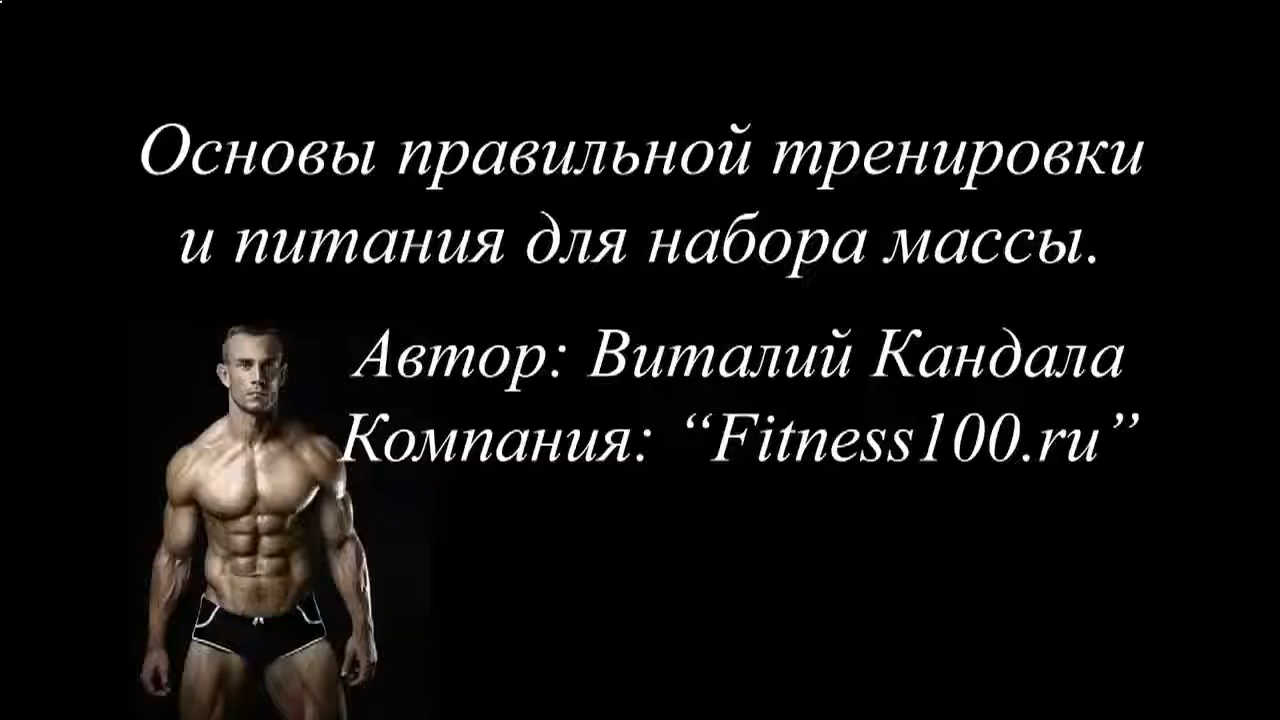 Основы правильной тренировки
и питания для набора массы.
Автор: Виталий Кандала
Компания: “Fitness100.ru”